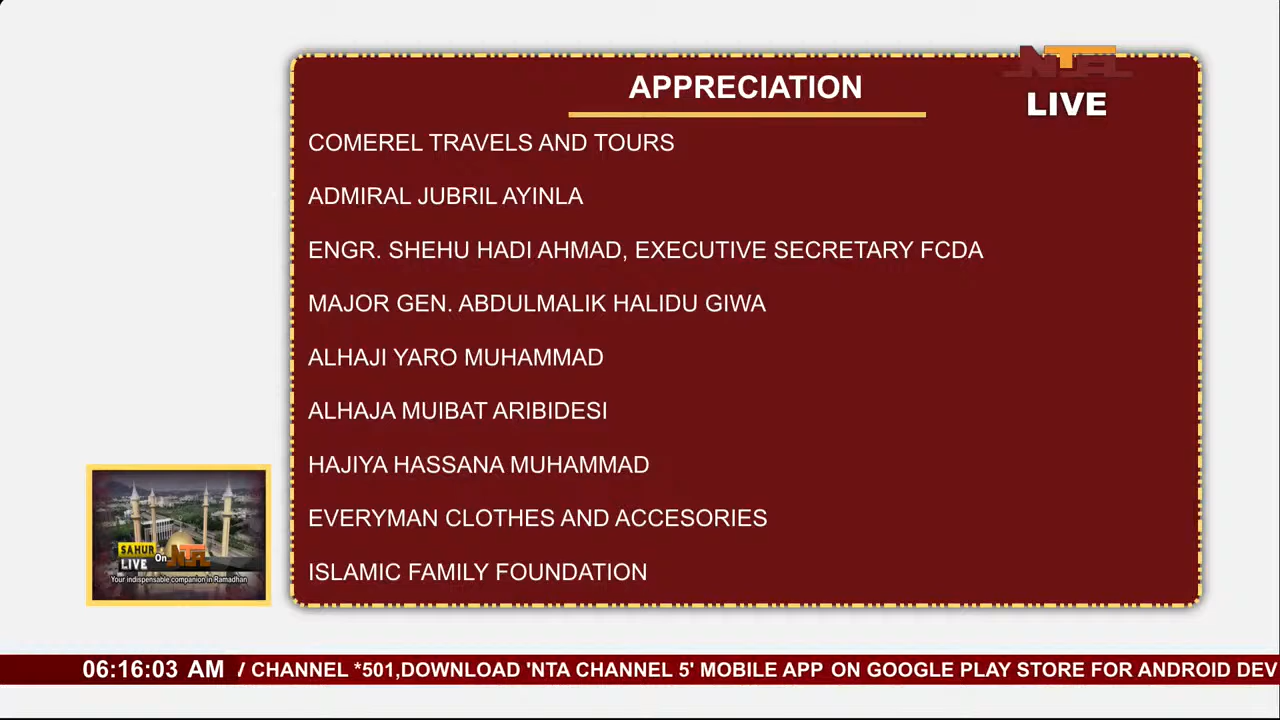 NTA
LIVE
APPRECIATION
COMEREL TRAVELS AND TOURS
ADMIRAL JUBRIL AYINLA
ENGR. SHEHU HADI AHMAD, EXECUTIVE SECRETARY FCDA
MAJOR GEN. ABDULMALIK HALIDU GIWA
ALHAJI YARO MUHAMMAD
ALHAJA MUIBAT ARIBIDESI
HAJIYA HASSANA MUHAMMAD
EVERYMAN CLOTHES AND ACCESORIES
ISLAMIC FAMILY FOUNDATION
SAHUR
LIVE On NTA
Your indispensable companion in Ramadhan
06:16:03 AM / CHANNEL *501,DOWNLOAD 'NTA CHANNEL 5' MOBILE APP ON GOOGLE PLAY STORE FOR ANDROID DEV